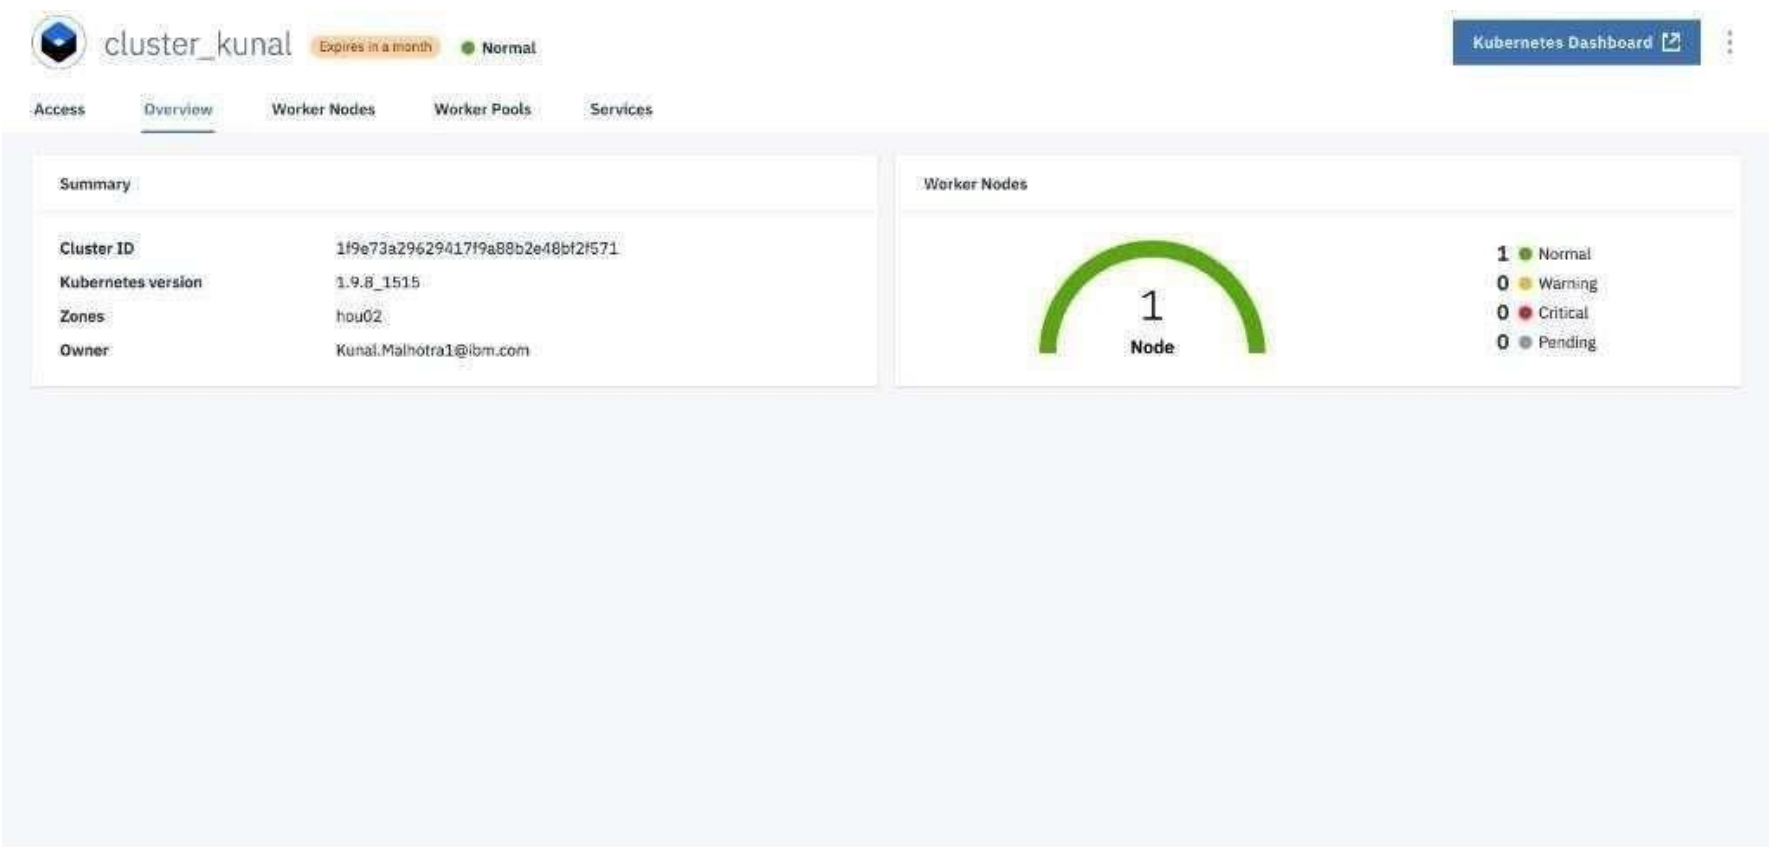 cluster_kunal Expires in a month Normal
Kubernetes Dashboard
Access Overview Worker Nodes Worker Pools Services
Summary
Cluster ID 1f9e73a29629417f9a88b2e48bf2f571
Kubernetes version 1.9.8_1515
Zones hou02
Owner Kunal.Malhotra1@ibm.com
Worker Nodes
1
Node
1 Normal
0 Warning
0 Critical
0 Pending